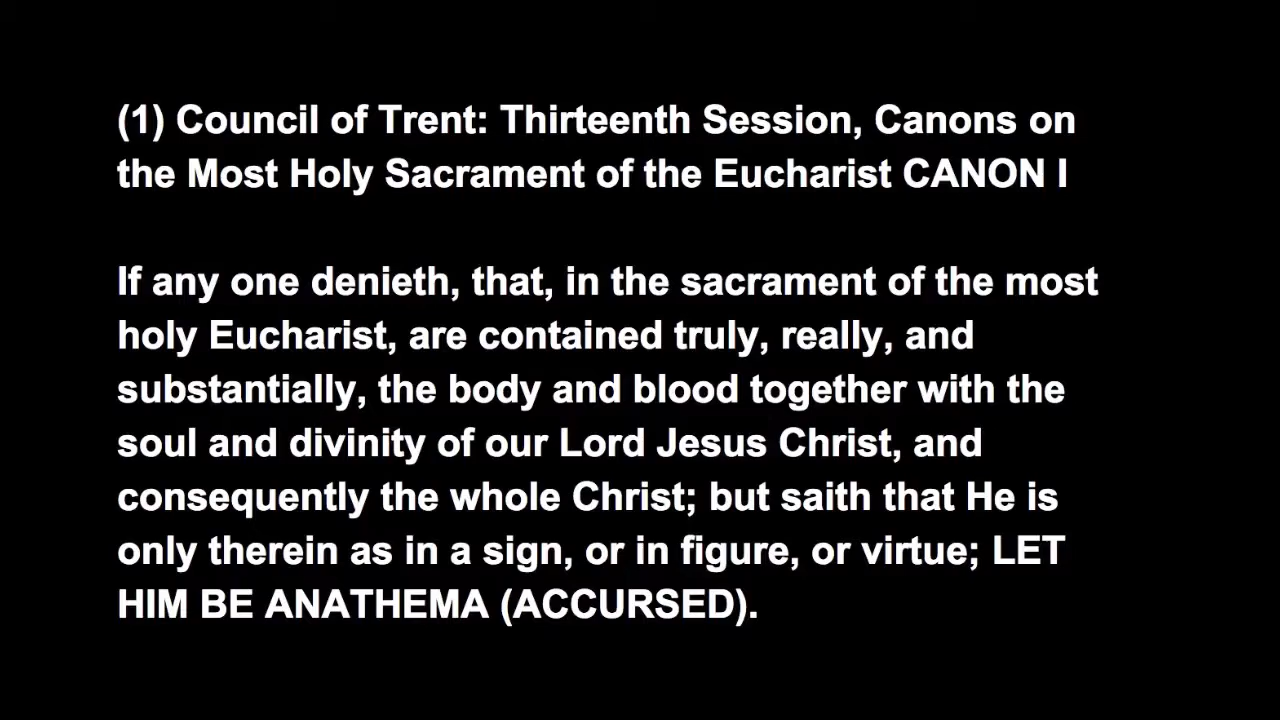 (1) Council of Trent: Thirteenth Session, Canons on
the Most Holy Sacrament of the Eucharist CANON I
If any one denieth, that, in the sacrament of the most
holy Eucharist, are contained truly, really, and
substantially, the body and blood together with the
soul and divinity of our Lord Jesus Christ, and
consequently the whole Christ; but saith that He is
only therein as in a sign, or in figure, or virtue; LET
HIM BE ANATHEMA (ACCURSED).